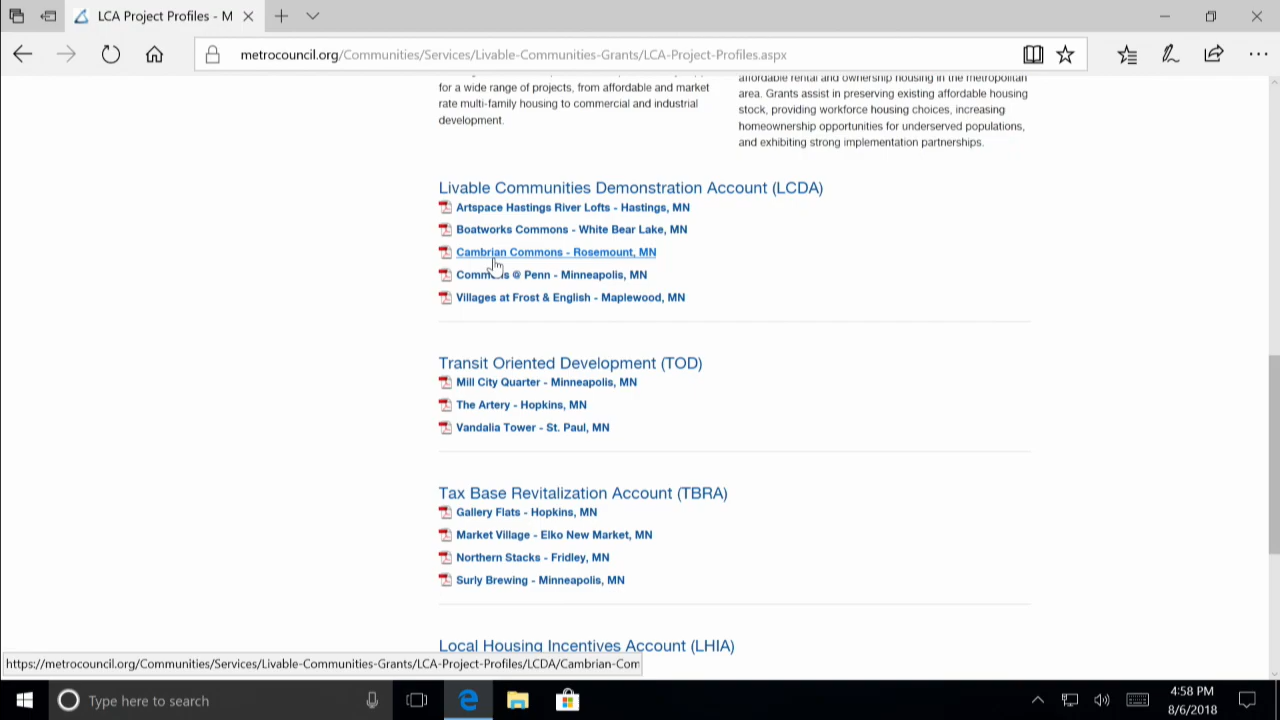 LCA Project Profiles - M
metrocouncil.org/Communities/Services/Livable-Communities-Grants/LCA-Project-Profiles.aspx
for a wide range of projects, from affordable and market
rate multi-family housing to commercial and industrial
development.
affordable rental and ownership housing in the metropolitan
area. Grants assist in preserving existing affordable housing
stock, providing workforce housing choices, increasing
homeownership opportunities for underserved populations,
and exhibiting strong implementation partnerships.
Livable Communities Demonstration Account (LCDA)
Artspace Hastings River Lofts - Hastings, MN
Boatworks Commons - White Bear Lake, MN
Cambrian Commons - Rosemount, MN
Commons @ Penn - Minneapolis, MN
Villages at Frost & English - Maplewood, MN
Transit Oriented Development (TOD)
Mill City Quarter - Minneapolis, MN
The Artery - Hopkins, MN
Vandalia Tower - St. Paul, MN
Tax Base Revitalization Account (TBRA)
Gallery Flats - Hopkins, MN
Market Village - Elko New Market, MN
Northern Stacks - Fridley, MN
Surly Brewing - Minneapolis, MN
Local Housing Incentives Account (LHIA)
https://metrocouncil.org/Communities/Services/Livable-Communities-Grants/LCA-Project-Profiles/LCDA/Cambrian-Com
Type here to search
4:58 PM
8/6/2018